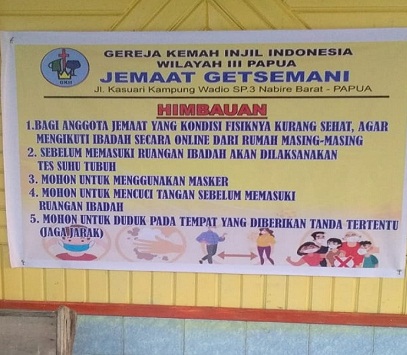 GEREJA KEMAH INJIL INDONESIA
WILAYAH III PAPUA
JEMAAT GETSEMANI
Jl. Kasuari Kampung Wadio SP.3 Nabire Barat - PAPUA
HIMBAUAN
1.BAGI ANGGOTA JEMAAT YANG KONDISI FISIKNYA KURANG SEHAT, AGAR
MENGIKUTI IBADAH SECARA ONLINE DARI RUMAH MASING-MASING
2. SEBELUM MEMASUKI RUANGAN IBADAH AKAN DILAKSANAKAN
TES SUHU TUBUH
3. MOHON UNTUK MENGGUNAKAN MASKER
4. MOHON UNTUK MENCUCI TANGAN SEBELUM MEMASUKI
RUANGAN IBADAH
5. MOHON UNTUK DUDUK PADA TEMPAT YANG DIBERIKAN TANDA TERTENTU
(JAGA JARAK)